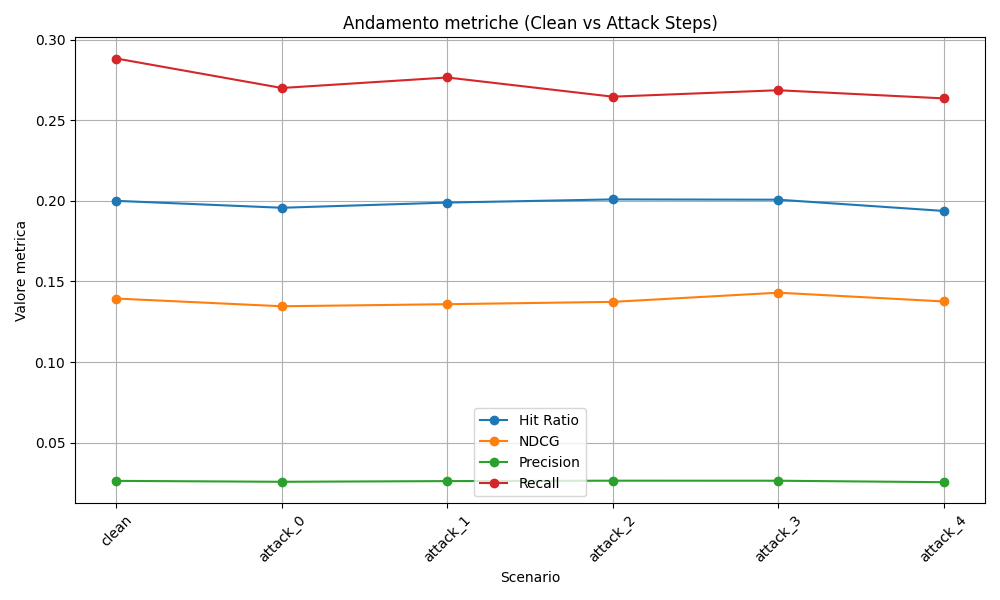 Andamento metriche (Clean vs Attack Steps)
Valore metrica
0.30
0.25
0.20
0.15
0.10
0.05
Hit Ratio
NDCG
Precision
Recall
clean
attack_0
attack_1
attack_2
attack_3
attack_4
Scenario